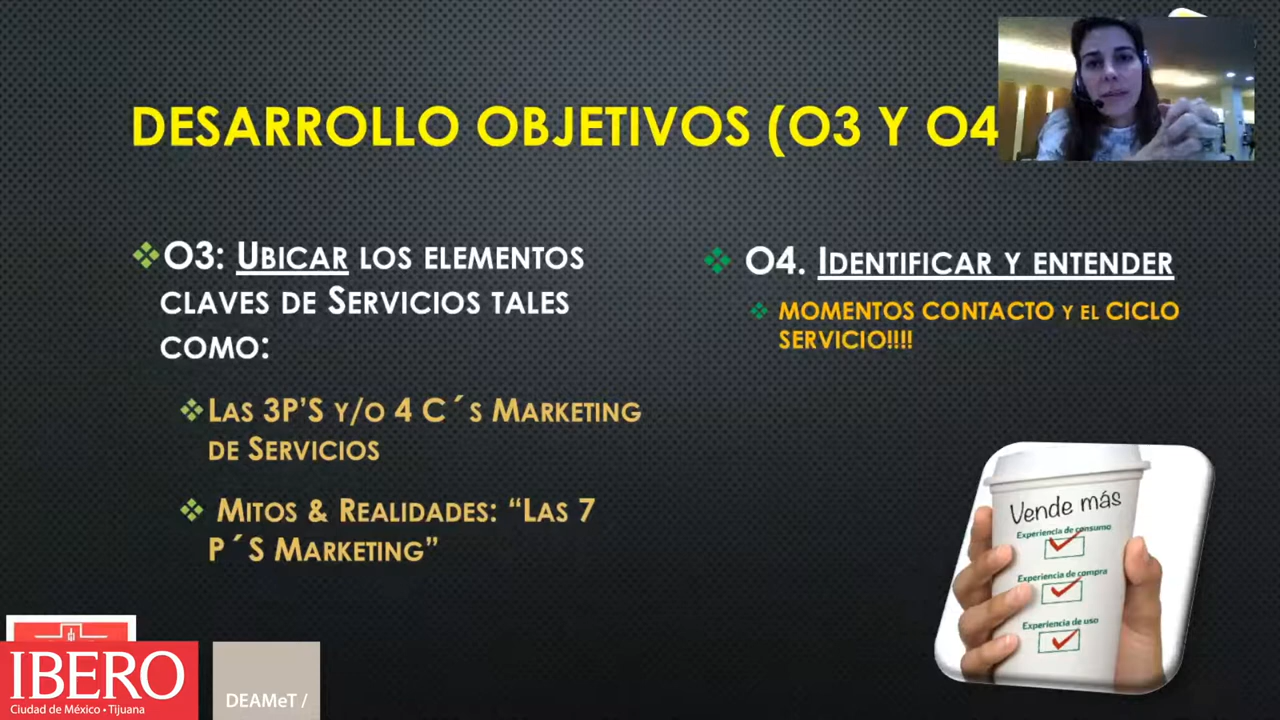 DESARROLLO OBJETIVOS (O3 Y O4
❖O3: UBICAR LOS ELEMENTOS
CLAVES DE SERVICIOS TALES
COMO:
❖LAS 3P'S Y/O 4 C´S MARKETING
DE SERVICIOS
❖ MITOS & REALIDADES: “LAS 7
P´S MARKETING”
❖ O4. IDENTIFICAR Y ENTENDER
❖ MOMENTOS CONTACTO Y EL CICLO
SERVICIO!!!!
Vende más
Experiencia de consumo
Experiencia de compra
Experiencia de uso
IBERO
Ciudad de México • Tijuana
DEAMeT /